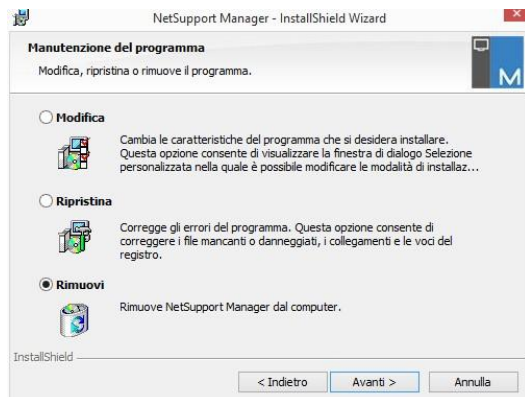 NetSupport Manager - InstallShield Wizard
Manutenzione del programma
Modifica, ripristina o rimuove il programma.
M
Modifica
Cambia le caratteristiche del programma che si desidera installare.
Questa opzione consente di visualizzare la finestra di dialogo Selezione
personalizzata nella quale è possibile modificare le modalità di installaz...
Ripristina
Corregge gli errori del programma. Questa opzione consente di
correggere i file mancanti o danneggiati, i collegamenti e le voci del
registro.
Rimuovi
Rimuove NetSupport Manager dal computer.
InstallShield
< Indietro Avanti > Annulla